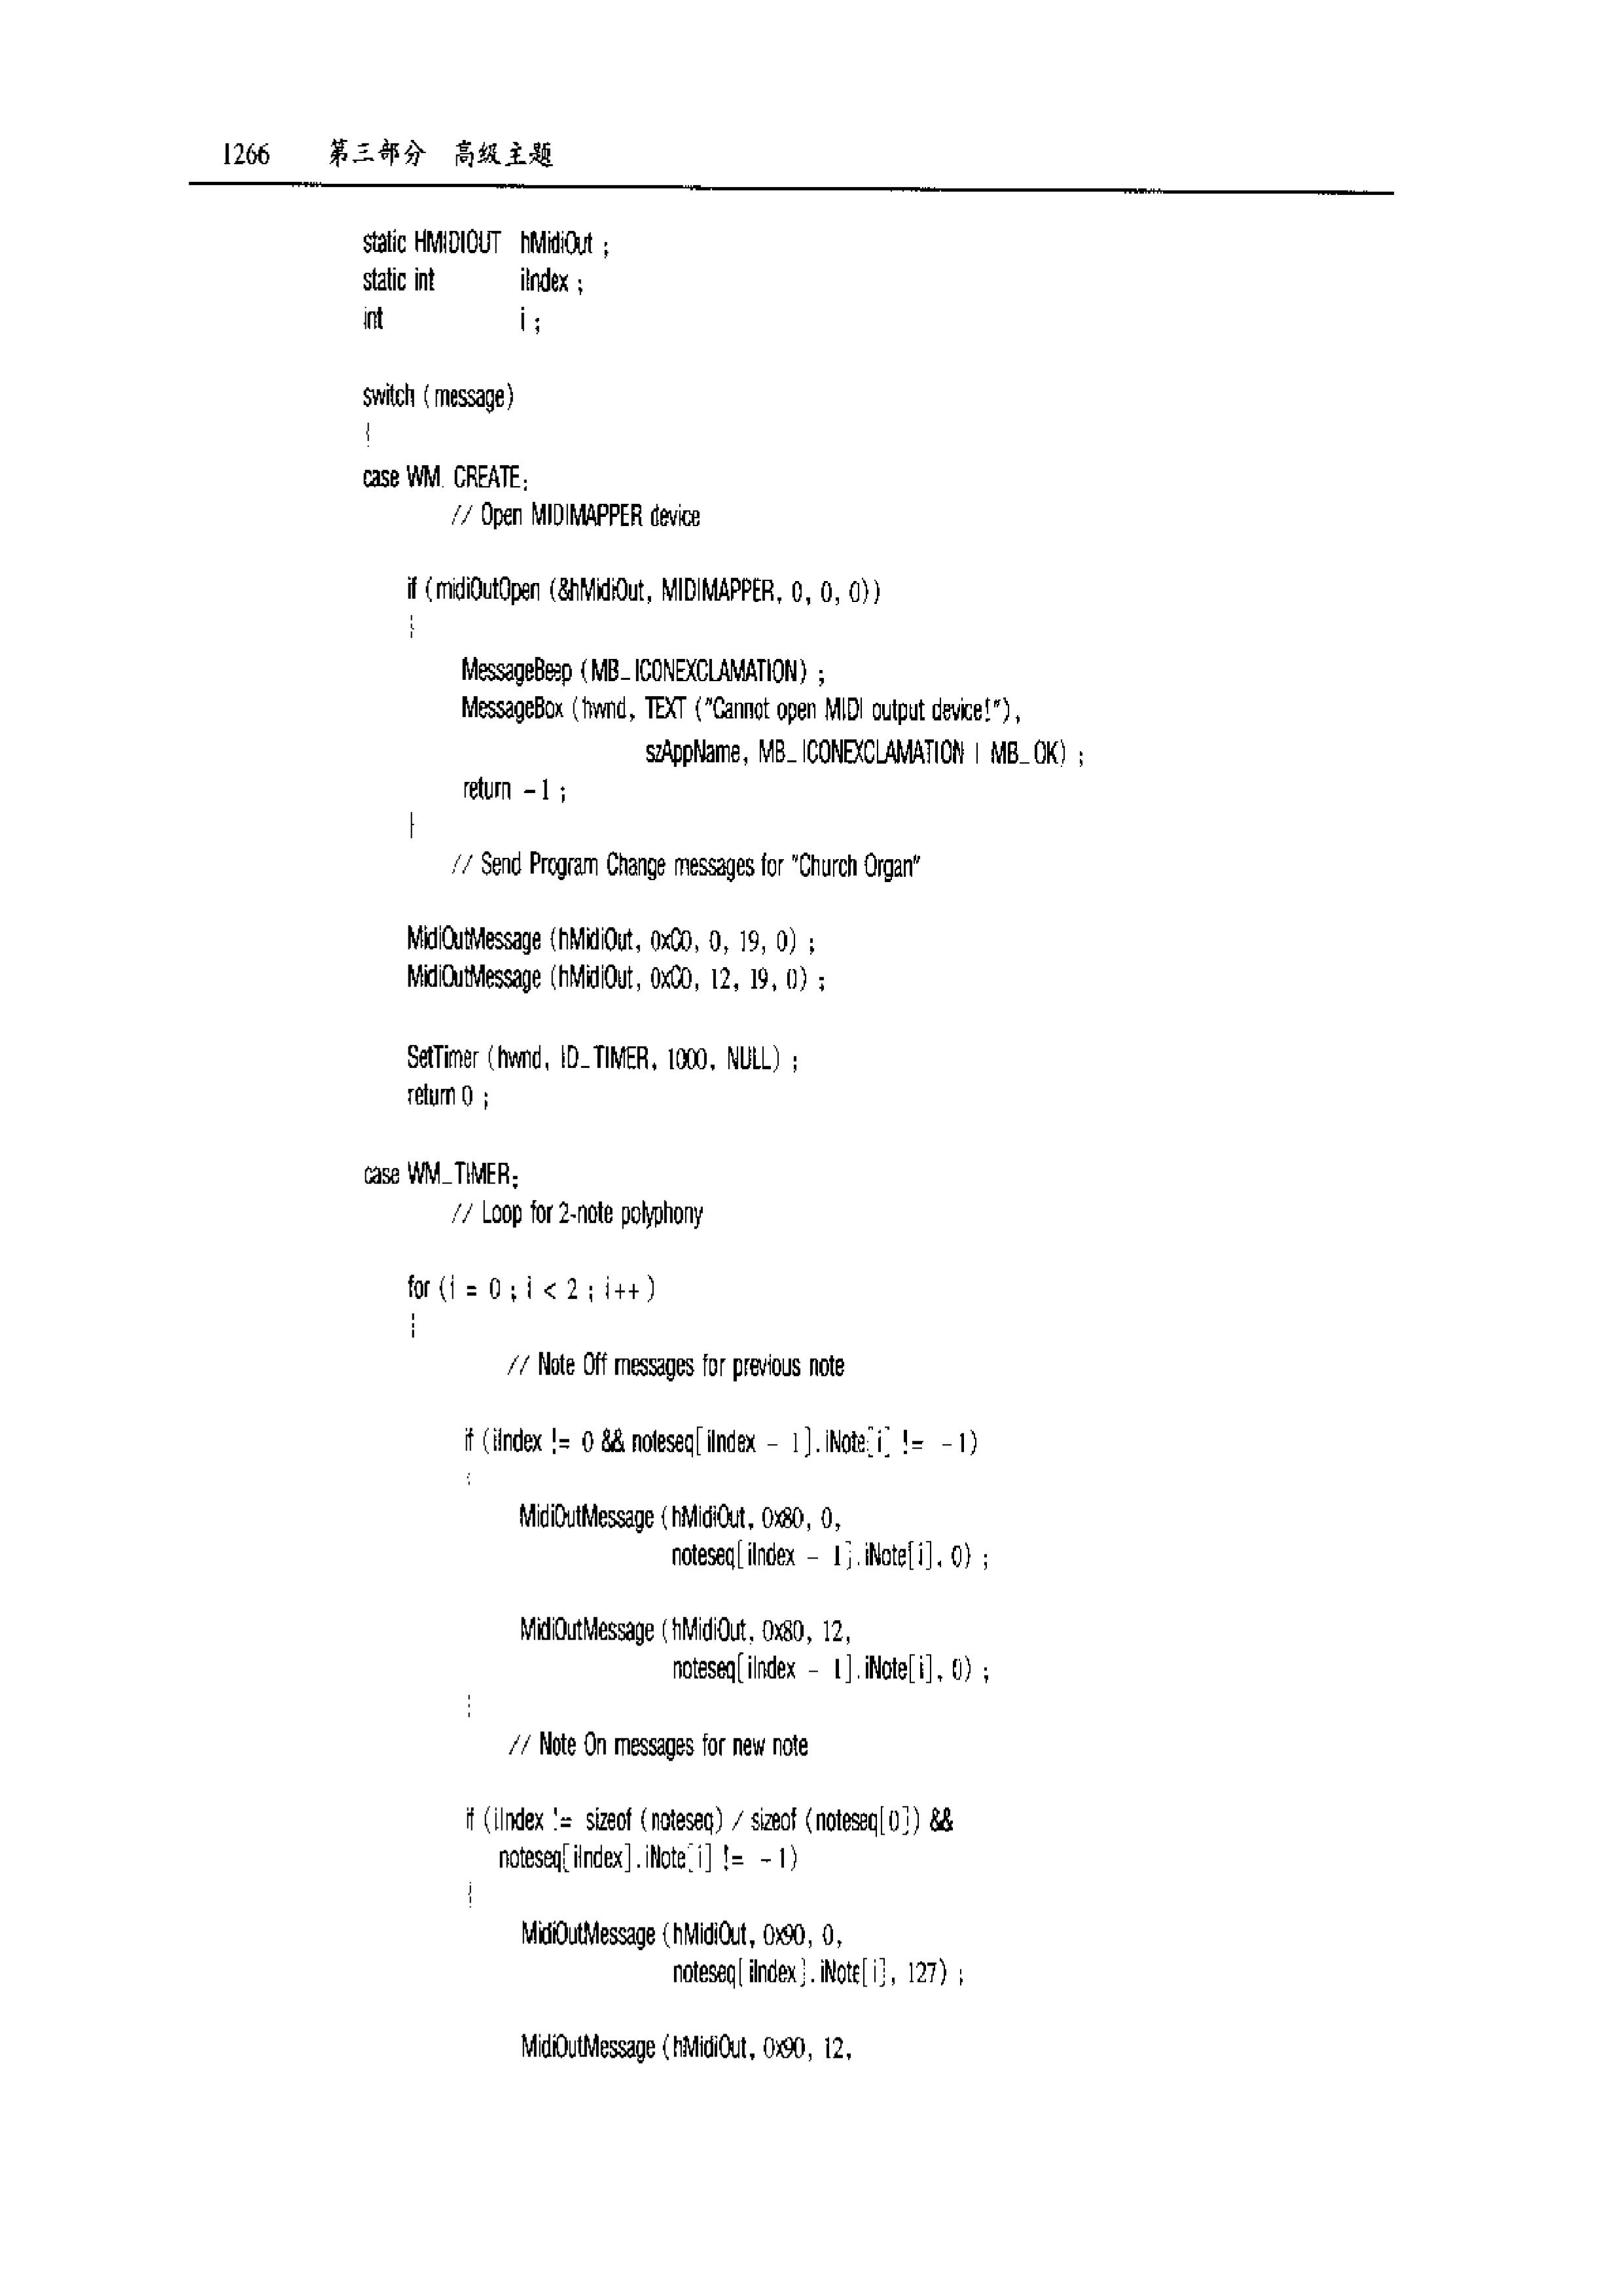 1266 第三部分 高级主题
static HMIDIOUT hMidiOut ;
static int iIndex ;
int i ;
switch (message)
{
case WM_CREATE:
// Open MIDIMAPPER device
if (midiOutOpen (&hMidiOut, MIDIMAPPER, 0, 0, 0))
{
MessageBeep (MB_ICONEXCLAMATION) ;
MessageBox (hwnd, TEXT ("Cannot open MIDI output device!"),
szAppName, MB_ICONEXCLAMATION | MB_OK) ;
return -1 ;
}
// Send Program Change messages for "Church Organ"
MidiOutMessage (hMidiOut, 0xC0, 0, 19, 0) ;
MidiOutMessage (hMidiOut, 0xC0, 12, 19, 0) ;
SetTimer (hwnd, ID_TIMER, 1000, NULL) ;
return 0 ;
case WM_TIMER:
// Loop for 2-note polyphony
for (i = 0 ; i < 2 ; i++ )
{
// Note Off messages for previous note
if (iIndex != 0 && noteseq[iIndex - 1].iNote[i] != -1)
{
MidiOutMessage (hMidiOut, 0x80, 0,
noteseq[iIndex - 1].iNote[i], 0) ;
MidiOutMessage (hMidiOut, 0x80, 12,
noteseq[iIndex - 1].iNote[i], 0) ;
}
// Note On messages for new note
if (iIndex != sizeof (noteseq) / sizeof (noteseq[0]) &&
noteseq[iIndex].iNote[i] != -1)
{
MidiOutMessage (hMidiOut, 0x90, 0,
noteseq[iIndex].iNote[i], 127) ;
MidiOutMessage (hMidiOut, 0x90, 12,